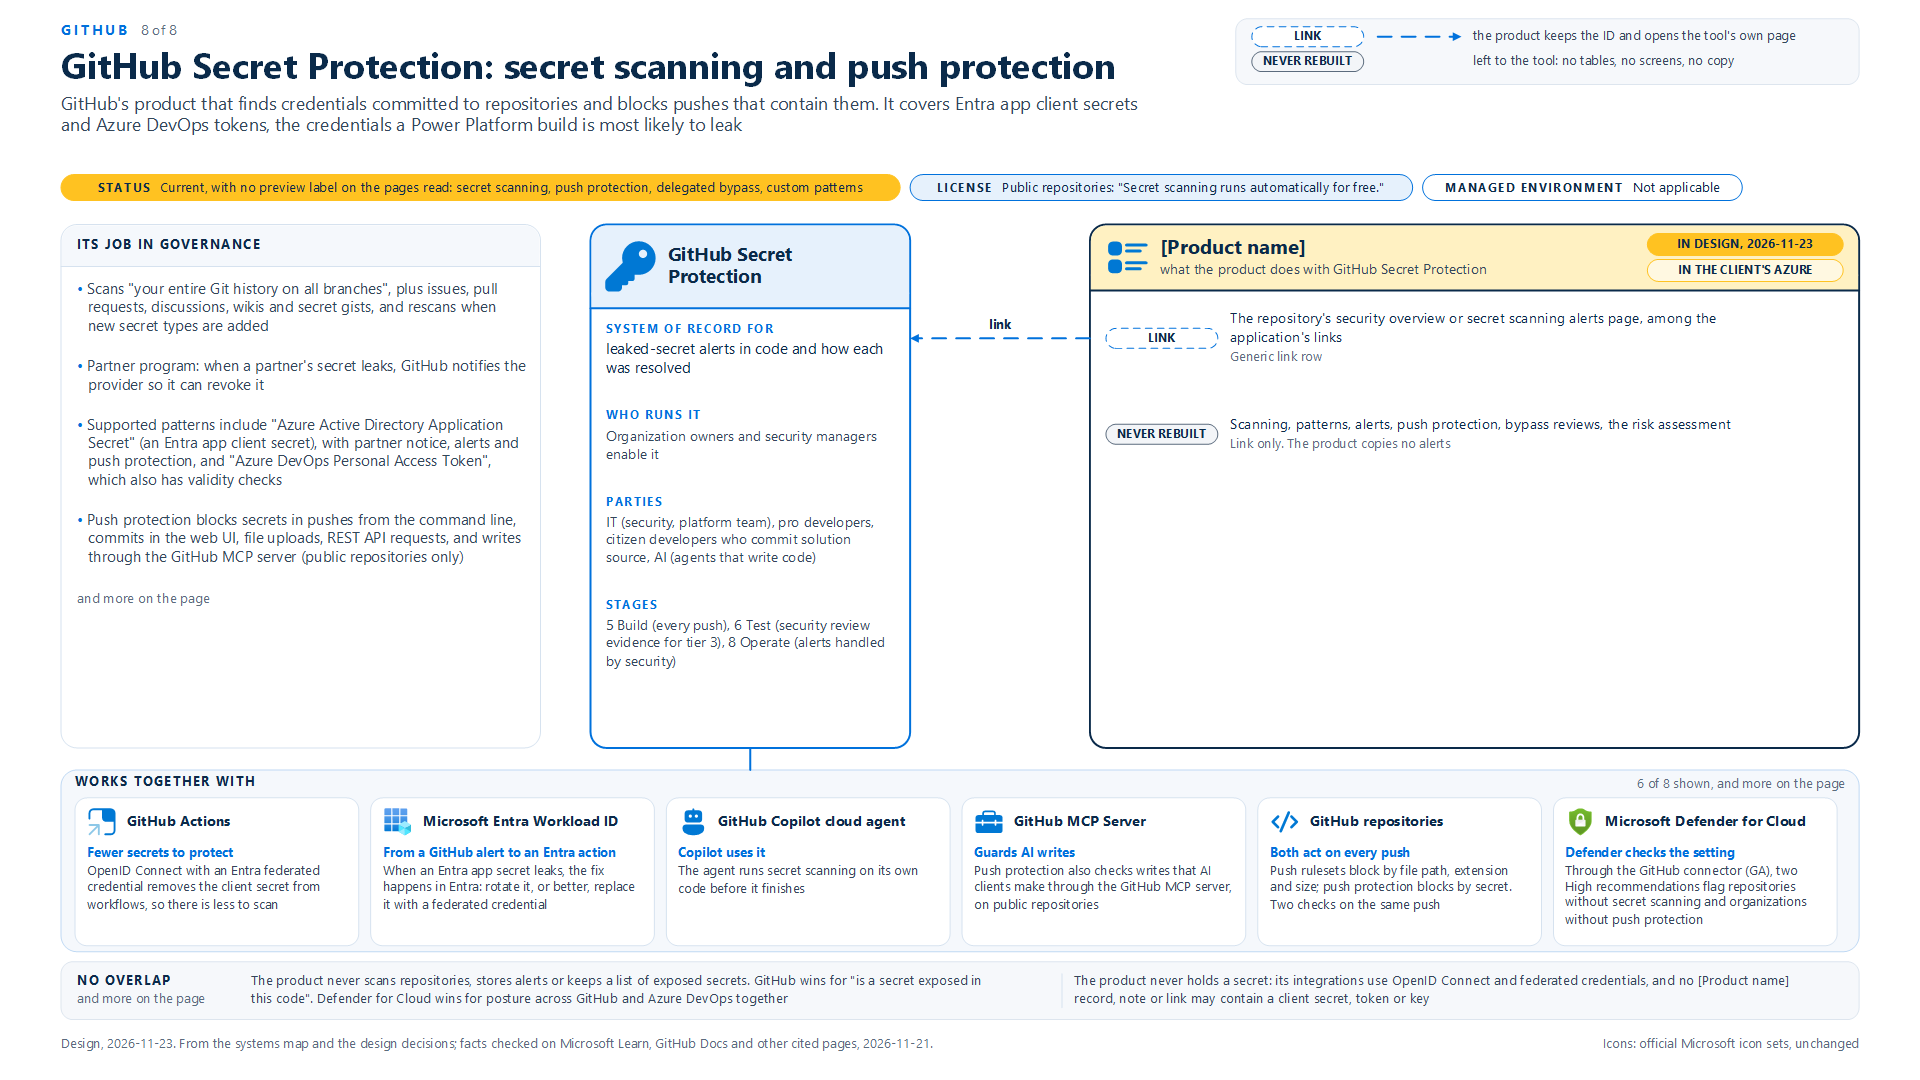 GITHUB 8 of 8
GitHub Secret Protection: secret scanning and push protection
GitHub's product that finds credentials committed to repositories and blocks pushes that contain them. It covers Entra app client secrets
and Azure DevOps tokens, the credentials a Power Platform build is most likely to leak
LINK the product keeps the ID and opens the tool's own page
NEVER REBUILT left to the tool: no tables, no screens, no copy
STATUS Current, with no preview label on the pages read: secret scanning, push protection, delegated bypass, custom patterns
LICENSE Public repositories: "Secret scanning runs automatically for free."
MANAGED ENVIRONMENT Not applicable
ITS JOB IN GOVERNANCE
• Scans "your entire Git history on all branches", plus issues, pull
requests, discussions, wikis and secret gists, and rescans when
new secret types are added
• Partner program: when a partner's secret leaks, GitHub notifies the
provider so it can revoke it
• Supported patterns include "Azure Active Directory Application
Secret" (an Entra app client secret), with partner notice, alerts and
push protection, and "Azure DevOps Personal Access Token",
which also has validity checks
• Push protection blocks secrets in pushes from the command line,
commits in the web UI, file uploads, REST API requests, and writes
through the GitHub MCP server (public repositories only)
and more on the page
GitHub Secret
Protection
SYSTEM OF RECORD FOR
leaked-secret alerts in code and how each
was resolved
WHO RUNS IT
Organization owners and security managers
enable it
PARTIES
IT (security, platform team), pro developers,
citizen developers who commit solution
source, AI (agents that write code)
STAGES
5 Build (every push), 6 Test (security review
evidence for tier 3), 8 Operate (alerts handled
by security)
link
[Product name]
what the product does with GitHub Secret Protection
IN DESIGN, 2026-11-23
IN THE CLIENT'S AZURE
LINK
The repository's security overview or secret scanning alerts page, among the
application's links
Generic link row
NEVER REBUILT
Scanning, patterns, alerts, push protection, bypass reviews, the risk assessment
Link only. The product copies no alerts
WORKS TOGETHER WITH
6 of 8 shown, and more on the page
GitHub Actions
Fewer secrets to protect
OpenID Connect with an Entra federated
credential removes the client secret from
workflows, so there is less to scan
Microsoft Entra Workload ID
From a GitHub alert to an Entra action
When an Entra app secret leaks, the fix
happens in Entra: rotate it, or better, replace
it with a federated credential
GitHub Copilot cloud agent
Copilot uses it
The agent runs secret scanning on its own
code before it finishes
GitHub MCP Server
Guards AI writes
Push protection also checks writes that AI
clients make through the GitHub MCP server,
on public repositories
GitHub repositories
Both act on every push
Push rulesets block by file path, extension
and size; push protection blocks by secret.
Two checks on the same push
Microsoft Defender for Cloud
Defender checks the setting
Through the GitHub connector (GA), two
High recommendations flag repositories
without secret scanning and organizations
without push protection
NO OVERLAP
and more on the page
The product never scans repositories, stores alerts or keeps a list of exposed secrets. GitHub wins for "is a secret exposed in
this code". Defender for Cloud wins for posture across GitHub and Azure DevOps together
The product never holds a secret: its integrations use OpenID Connect and federated credentials, and no [Product name]
record, note or link may contain a client secret, token or key
Design, 2026-11-23. From the systems map and the design decisions; facts checked on Microsoft Learn, GitHub Docs and other cited pages, 2026-11-21.
Icons: official Microsoft icon sets, unchanged